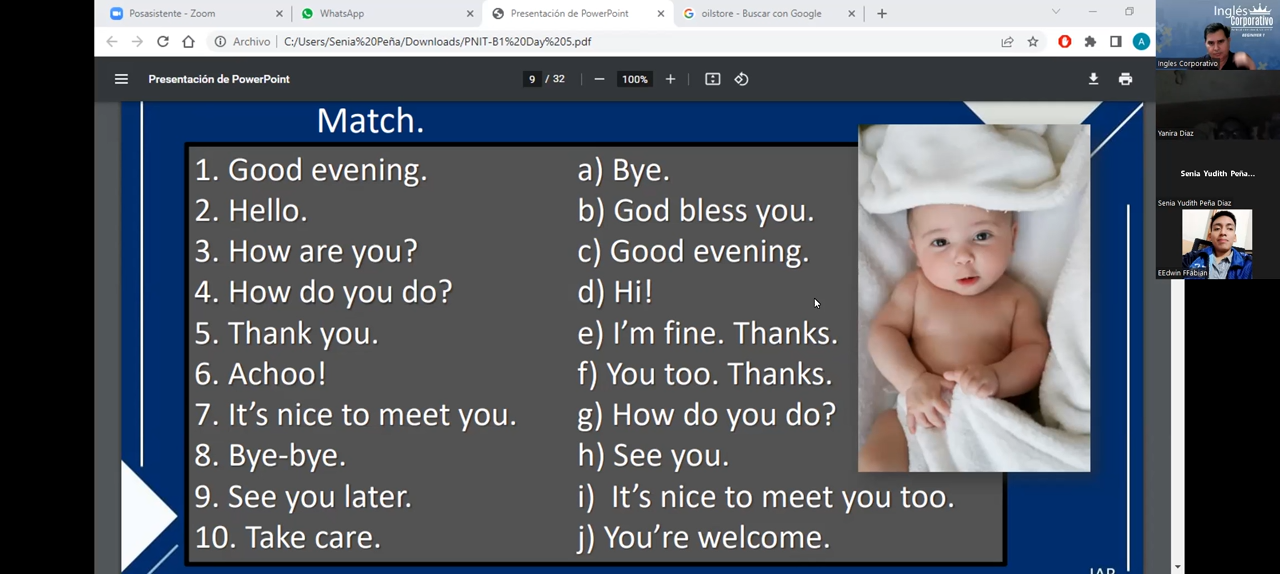 Posasistente - Zoom
WhatsApp
Presentación de PowerPoint
oilstore - Buscar con Google
Archivo
C:/Users/Senia%20Peña/Downloads/PNIT-B1%20Day%205.pdf
A
Presentación de PowerPoint
9 / 32
100%
Match.
1. Good evening.
2. Hello.
3. How are you?
4. How do you do?
5. Thank you.
6. Achoo!
7. It's nice to meet you.
8. Bye-bye.
9. See you later.
10. Take care.
a) Bye.
b) God bless you.
c) Good evening.
d) Hi!
e) I'm fine. Thanks.
f) You too. Thanks.
g) How do you do?
h) See you.
i) It's nice to meet you too.
j) You're welcome.
Inglés
Corporativo
Ingles Corporativo
Yanira Diaz
Senia Yudith Peña...
Senia Yudith Peña Diaz
EEdwin FFabian